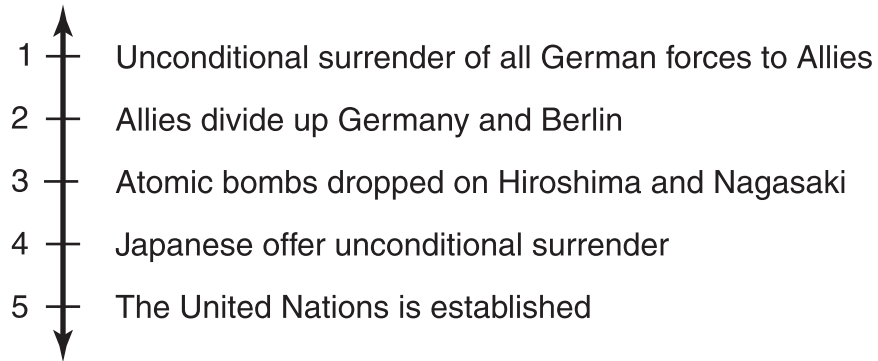 1 Unconditional surrender of all German forces to Allies
2 Allies divide up Germany and Berlin
3 Atomic bombs dropped on Hiroshima and Nagasaki
4 Japanese offer unconditional surrender
5 The United Nations is established